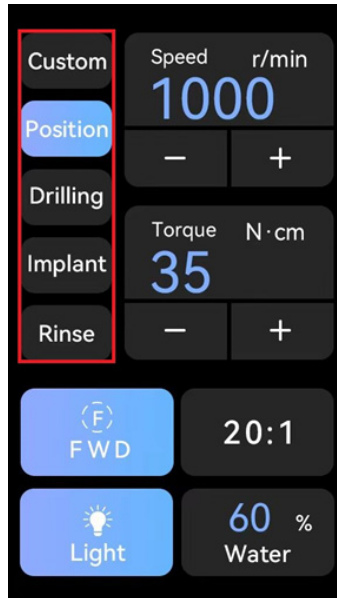 Custom
Position
Drilling
Implant
Rinse
Speed r/min
1000
− +
Torque N·cm
35
− +
(F)
FWD
20:1
Light
60 %
Water